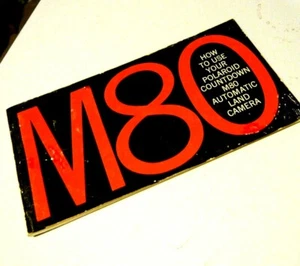 M80
HOW
TO USE
YOUR
POLAROID
COUNTDOWN
M80
AUTOMATIC
LAND
CAMERA